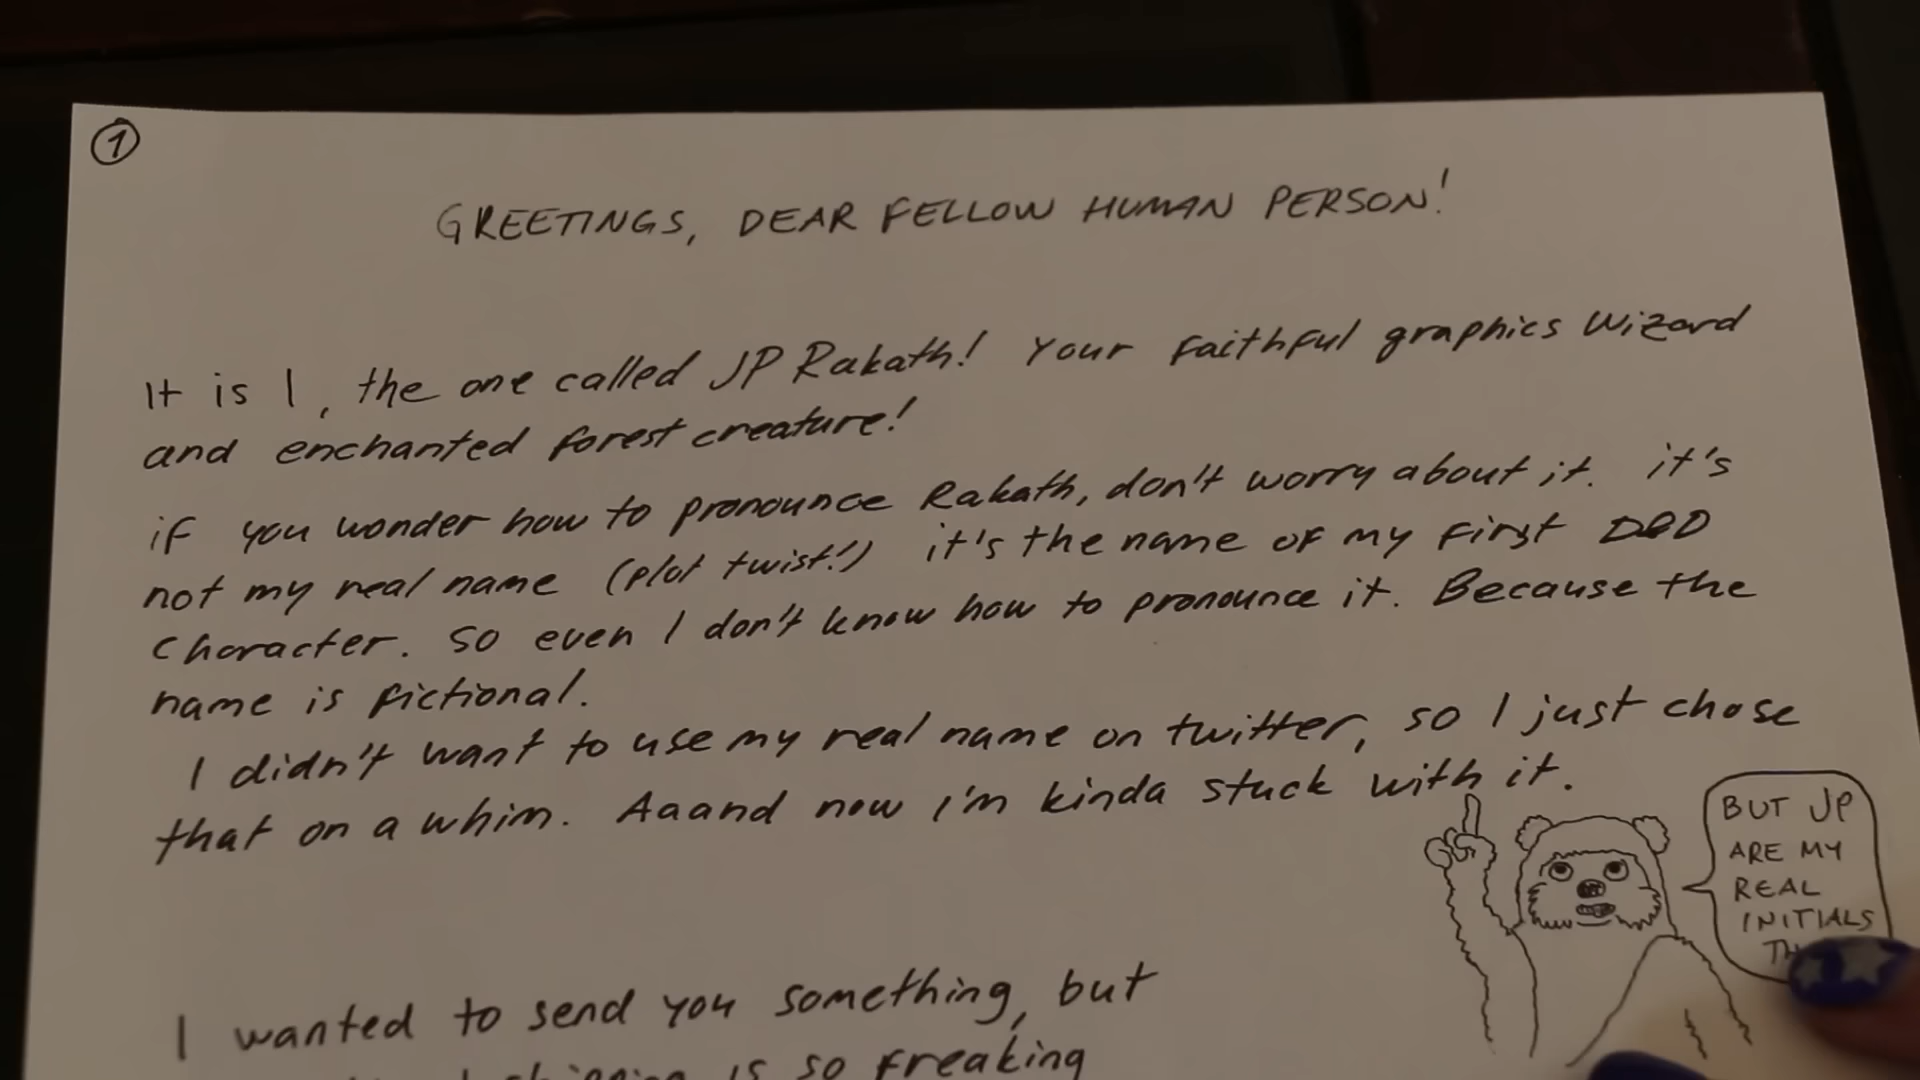 1
GREETINGS, DEAR FELLOW HUMAN PERSON!
It is I, the one called JP Rakath! Your faithful graphics Wizard
and enchanted forest creature!
if you wonder how to pronounce Rakath, don't worry about it. it's
not my real name (plot twist!) it's the name of my first D&D
character. So even I don't know how to pronounce it. Because the
name is fictional.
I didn't want to use my real name on twitter, so I just chose
that on a whim. Aaand now i'm kinda stuck with it.
BUT JP
ARE MY
REAL
INITIALS
I wanted to send you something, but
shipping is so freaking